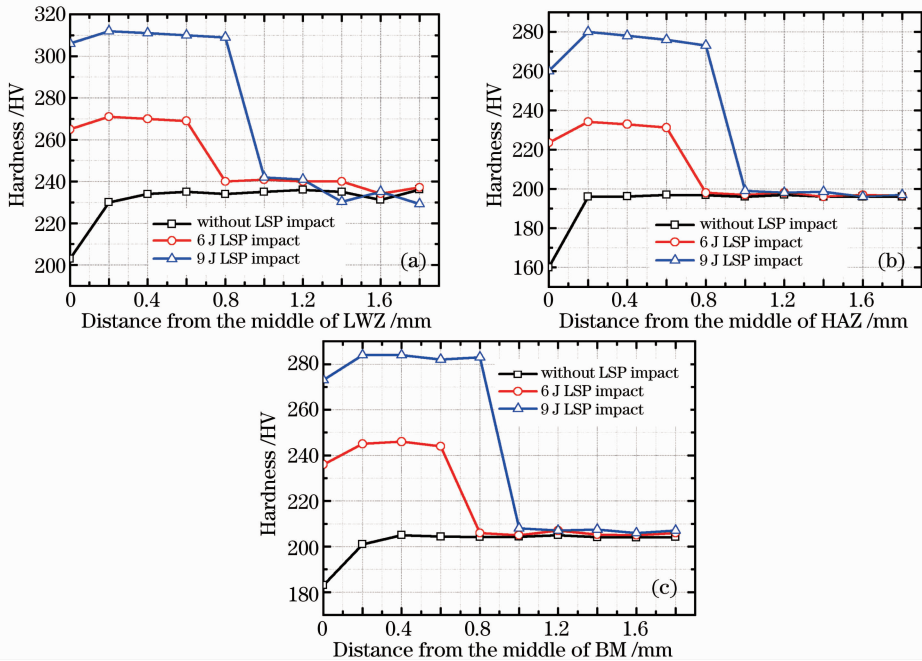 320
300
280
260
240
220
200
Hardness /HV
without LSP impact
6 J LSP impact
9 J LSP impact
(a)
0 0.4 0.8 1.2 1.6
Distance from the middle of LWZ /mm
280
260
240
220
200
180
160
Hardness /HV
without LSP impact
6 J LSP impact
9 J LSP impact
(b)
0 0.4 0.8 1.2 1.6
Distance from the middle of HAZ /mm
280
260
240
220
200
180
Hardness /HV
without LSP impact
6 J LSP impact
9 J LSP impact
(c)
0 0.4 0.8 1.2 1.6
Distance from the middle of BM /mm